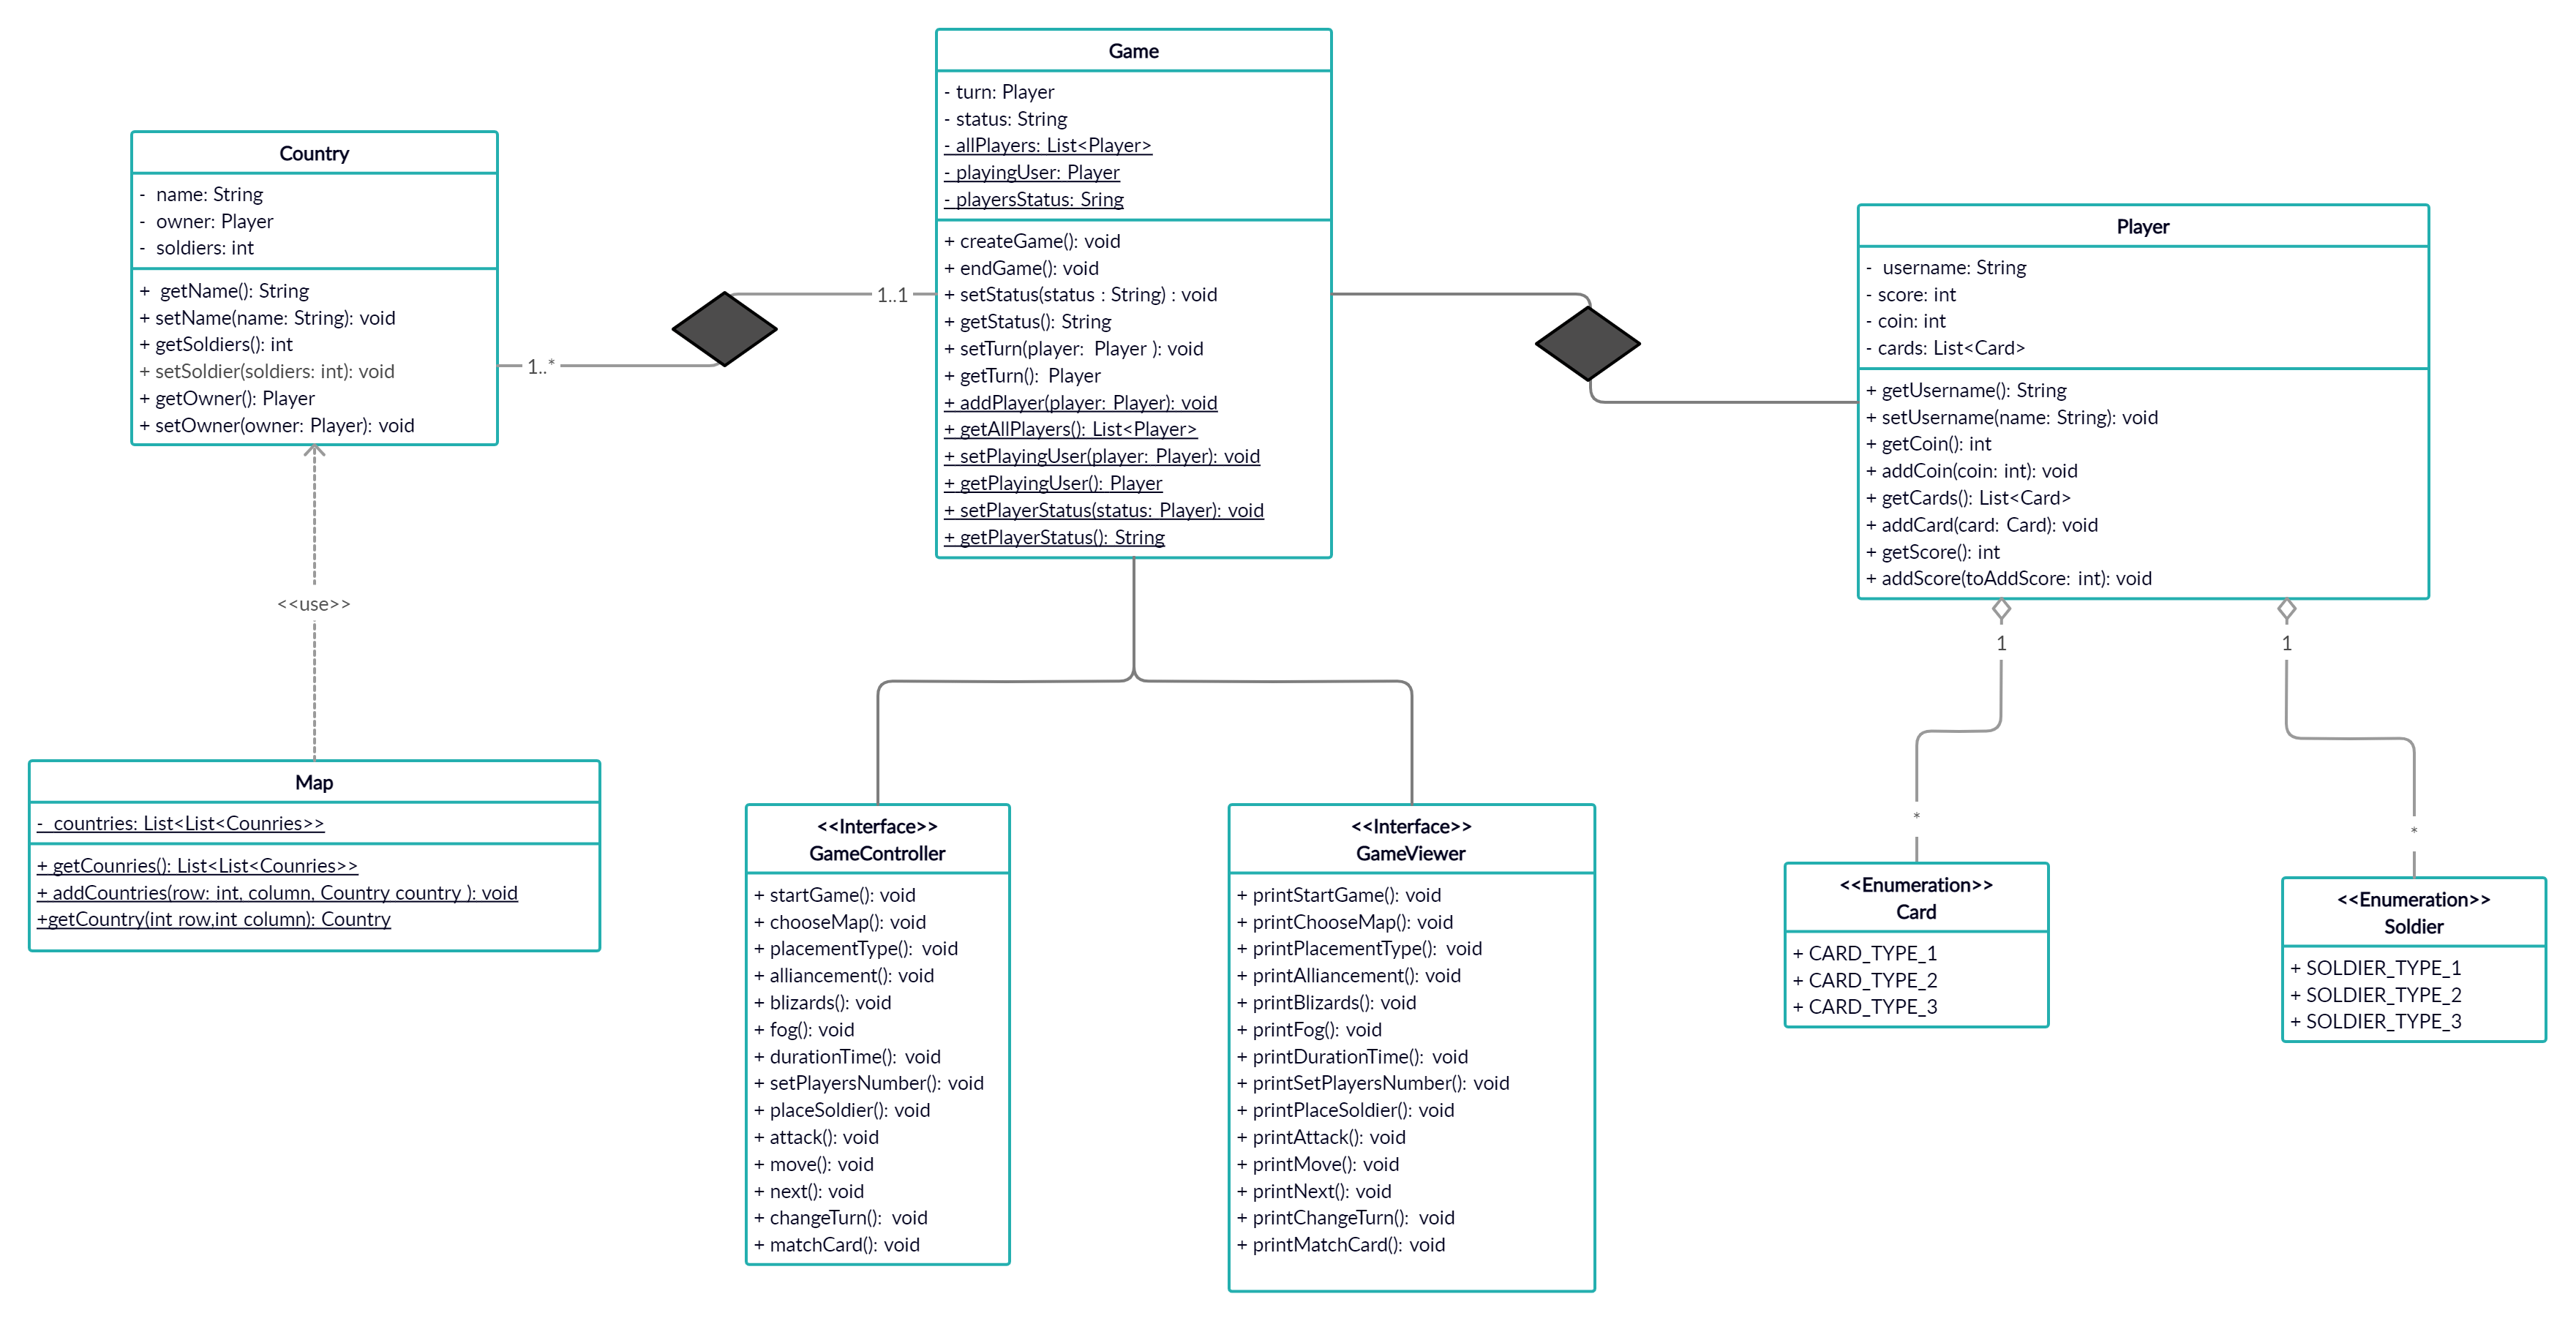 Game
- turn: Player
- status: String
- allPlayers: List<Player>
- playingUser: Player
- playersStatus: Sring
+ createGame(): void
+ endGame(): void
+ setStatus(status : String) : void
+ getStatus(): String
+ setTurn(player: Player ): void
+ getTurn(): Player
+ addPlayer(player: Player): void
+ getAllPlayers(): List<Player>
+ setPlayingUser(player: Player): void
+ getPlayingUser(): Player
+ setPlayerStatus(status: Player): void
+ getPlayerStatus(): String
Country
- name: String
- owner: Player
- soldiers: int
+ getName(): String
+ setName(name: String): void
+ getSoldiers(): int
+ setSoldier(soldiers: int): void
+ getOwner(): Player
+ setOwner(owner: Player): void
1..1
1..*
Player
- username: String
- score: int
- coin: int
- cards: List<Card>
+ getUsername(): String
+ setUsername(name: String): void
+ getCoin(): int
+ addCoin(coin: int): void
+ getCards(): List<Card>
+ addCard(card: Card): void
+ getScore(): int
+ addScore(toAddScore: int): void
<<use>>
1
1
*
*
Map
- countries: List<List<Counries>>
+ getCounries(): List<List<Counries>>
+ addCountries(row: int, column, Country country ): void
+getCountry(int row,int column): Country
<<Interface>>
GameController
+ startGame(): void
+ chooseMap(): void
+ placementType(): void
+ alliancement(): void
+ blizards(): void
+ fog(): void
+ durationTime(): void
+ setPlayersNumber(): void
+ placeSoldier(): void
+ attack(): void
+ move(): void
+ next(): void
+ changeTurn(): void
+ matchCard(): void
<<Interface>>
GameViewer
+ printStartGame(): void
+ printChooseMap(): void
+ printPlacementType(): void
+ printAlliancement(): void
+ printBlizards(): void
+ printFog(): void
+ printDurationTime(): void
+ printSetPlayersNumber(): void
+ printPlaceSoldier(): void
+ printAttack(): void
+ printMove(): void
+ printNext(): void
+ printChangeTurn(): void
+ printMatchCard(): void
<<Enumeration>>
Card
+ CARD_TYPE_1
+ CARD_TYPE_2
+ CARD_TYPE_3
<<Enumeration>>
Soldier
+ SOLDIER_TYPE_1
+ SOLDIER_TYPE_2
+ SOLDIER_TYPE_3